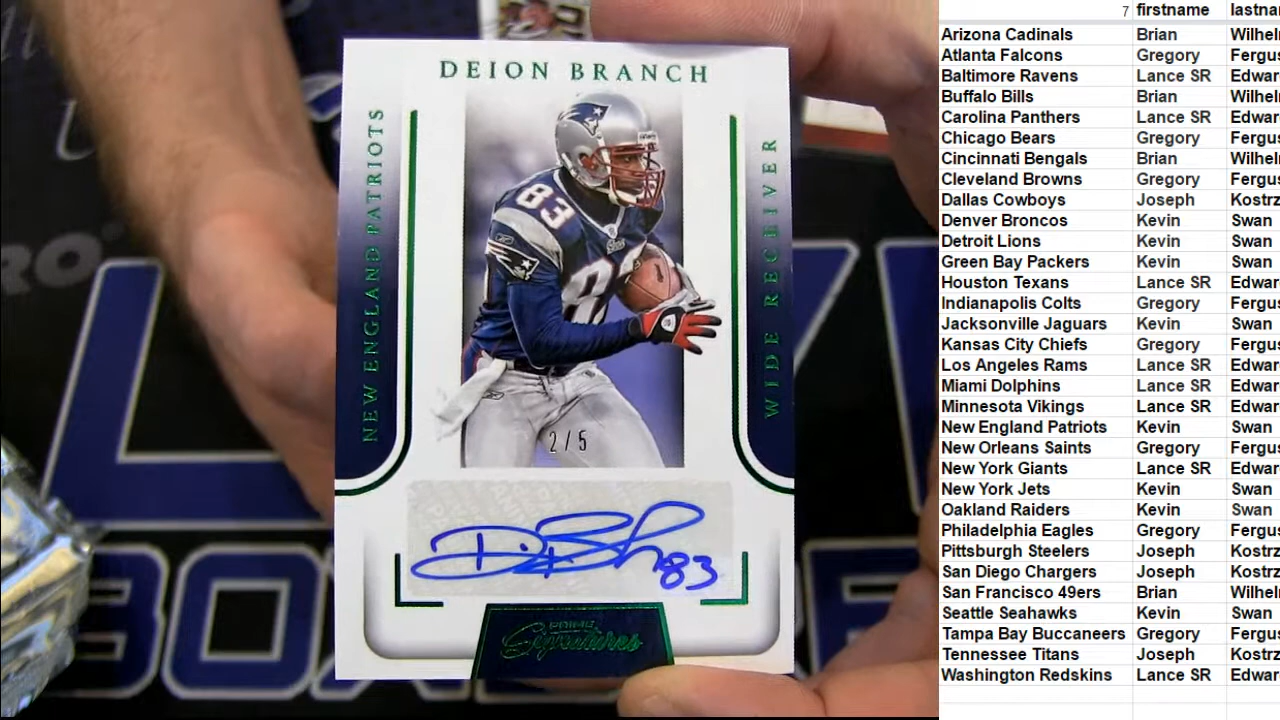 DEION BRANCH
NEW ENGLAND PATRIOTS
WIDE RECEIVER
83
83
2/5
83
PRIME
Signatures
7 firstname lastna
Arizona Cadinals Brian Wilhelm
Atlanta Falcons Gregory Fergus
Baltimore Ravens Lance SR Edwar
Buffalo Bills Brian Wilhelm
Carolina Panthers Lance SR Edwar
Chicago Bears Gregory Fergus
Cincinnati Bengals Brian Wilhelm
Cleveland Browns Gregory Fergus
Dallas Cowboys Joseph Kostrz
Denver Broncos Kevin Swan
Detroit Lions Kevin Swan
Green Bay Packers Kevin Swan
Houston Texans Lance SR Edwar
Indianapolis Colts Gregory Fergus
Jacksonville Jaguars Kevin Swan
Kansas City Chiefs Gregory Fergus
Los Angeles Rams Lance SR Edwar
Miami Dolphins Lance SR Edwar
Minnesota Vikings Lance SR Edwar
New England Patriots Kevin Swan
New Orleans Saints Gregory Fergus
New York Giants Lance SR Edwar
New York Jets Kevin Swan
Oakland Raiders Kevin Swan
Philadelphia Eagles Gregory Fergus
Pittsburgh Steelers Joseph Kostrz
San Diego Chargers Joseph Kostrz
San Francisco 49ers Brian Wilhelm
Seattle Seahawks Kevin Swan
Tampa Bay Buccaneers Gregory Fergus
Tennessee Titans Joseph Kostrz
Washington Redskins Lance SR Edwar